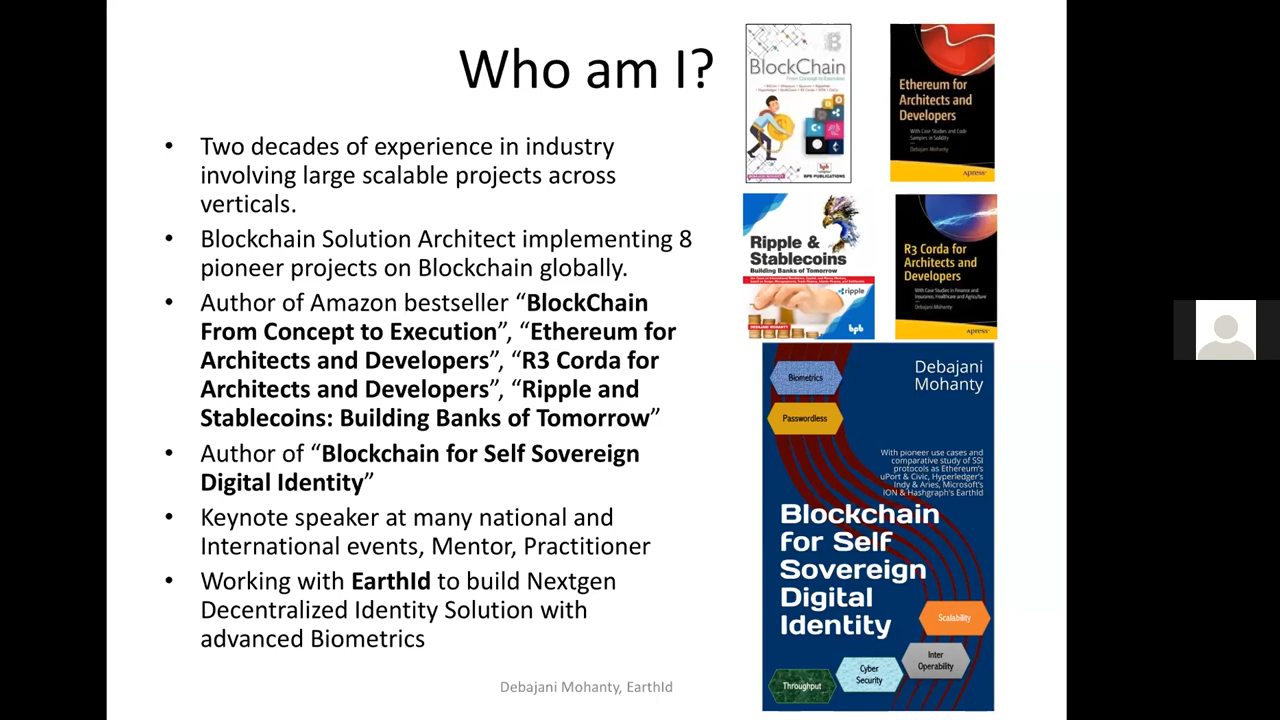 Who am I?
• Two decades of experience in industry
involving large scalable projects across
verticals.
• Blockchain Solution Architect implementing 8
pioneer projects on Blockchain globally.
• Author of Amazon bestseller “BlockChain
From Concept to Execution”, “Ethereum for
Architects and Developers”, “R3 Corda for
Architects and Developers”, “Ripple and
Stablecoins: Building Banks of Tomorrow”
• Author of “Blockchain for Self Sovereign
Digital Identity”
• Keynote speaker at many national and
International events, Mentor, Practitioner
• Working with EarthId to build Nextgen
Decentralized Identity Solution with
advanced Biometrics
Debajani Mohanty, EarthId
BlockChain
From Concept to Execution
BPB PUBLICATIONS
Ethereum for
Architects and
Developers
With Case Studies and Code
Samples in Solidity
Debajani Mohanty
Apress
Ripple &
Stablecoins
Building Banks of Tomorrow
ripple
DEBAJANI MOHANTY
bpb
R3 Corda for
Architects and
Developers
With Case Studies in Finance and
Insurance, Healthcare and Agriculture
Debajani Mohanty
Apress
Biometrics
Passwordless
Debajani
Mohanty
With pioneer use cases and
comparative study of SSI
protocols as Ethereum's
uPort & Civic, Hyperledger's
Indy & Aries, Microsoft's
ION & Hashgraph's EarthId
Blockchain
for Self
Sovereign
Digital
Identity
Scalability
Inter
Operability
Cyber
Security
Throughput